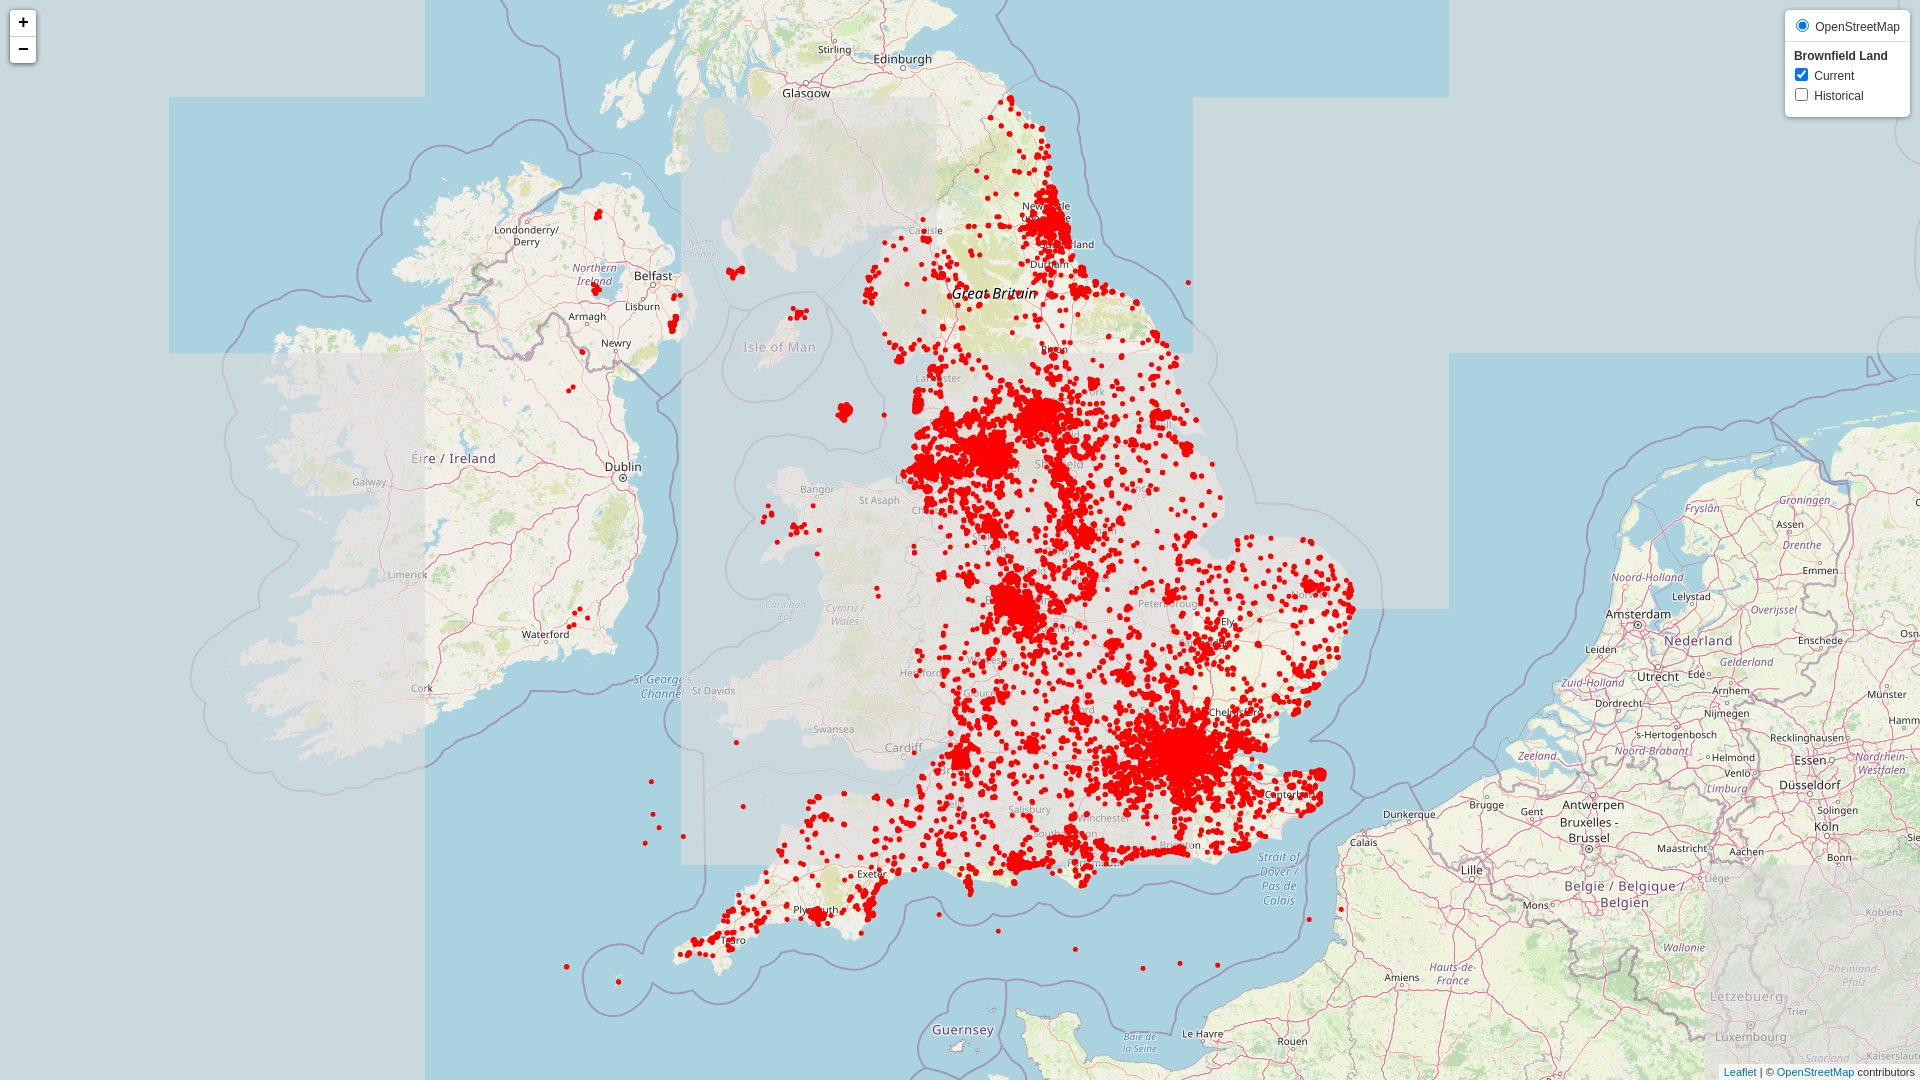 +
−
OpenStreetMap
Brownfield Land
Current
Historical
Stirling
Edinburgh
Glasgow
Londonderry/
Derry
North
Channel
Carlisle
Northern
Ireland
Belfast
Durham
Lisburn
Great Britain
Armagh
Newry
Isle of Man
Ripon
Lancaster
Éire / Ireland
Dublin
Galway
Bangor
St Asaph
Sheffield
Limerick
Cardigan
Bay
Cymru /
Wales
Peterborough
Ely
Waterford
Worcester
Hereford
St George's
Channel
St Davids
Cork
Swansea
Cardiff
Chelmsford
Canterbury
Salisbury
Winchester
Southampton
Portsmouth
Brighton
Exeter
Plymouth
Truro
Strait of
Dover /
Pas de
Calais
Guernsey
Baie de
la Seine
Le Havre
Rouen
Amiens
Hauts-de-
France
Calais
Dunkerque
Lille
Mons
Brugge
Gent
Antwerpen
Bruxelles -
Brussel
België / Belgique /
Belgien
Wallonie
Liège
Maastricht
Aachen
Köln
Bonn
Solingen
Düsseldorf
Essen
Recklinghausen
Nordrhein-
Westfalen
Limburg
Venlo
Helmond
's-Hertogenbosch
Noord-Brabant
Zeeland
Dordrecht
Nijmegen
Arnhem
Münster
Zuid-Holland
Utrecht
Ede
Gelderland
Leiden
Nederland
Enschede
Amsterdam
Overijssel
Lelystad
Noord-Holland
Emmen
Drenthe
Assen
Groningen
Fryslân
Koblenz
Rheinland-
Pfalz
Lëtzebuerg
Trier
Luxembourg
Saarland
Leaflet | © OpenStreetMap contributors